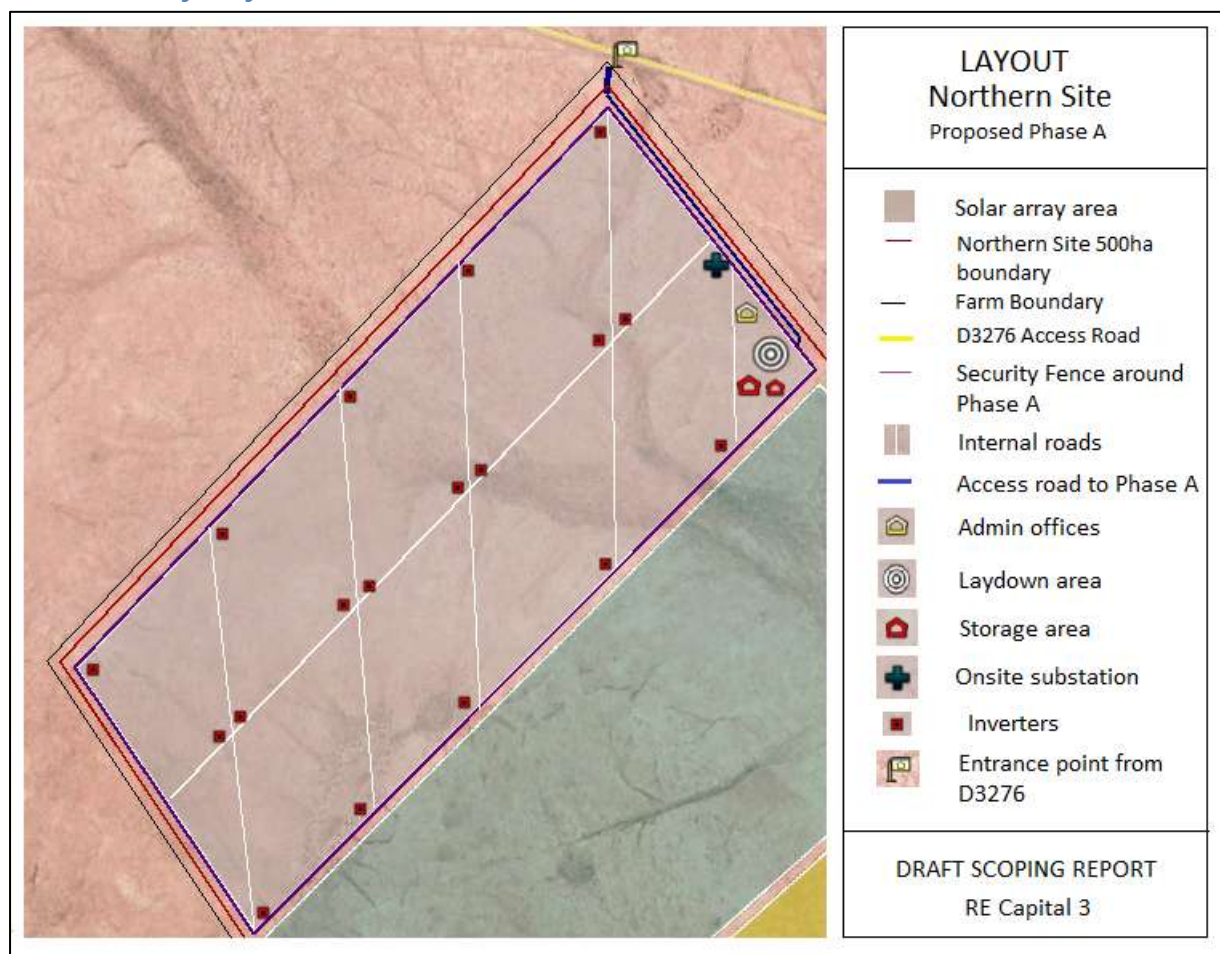 LAYOUT
Northern Site
Proposed Phase A
Solar array area
Northern Site 500ha
boundary
Farm Boundary
D3276 Access Road
Security Fence around
Phase A
Internal roads
Access road to Phase A
Admin offices
Laydown area
Storage area
Onsite substation
Inverters
Entrance point from
D3276
DRAFT SCOPING REPORT
RE Capital 3